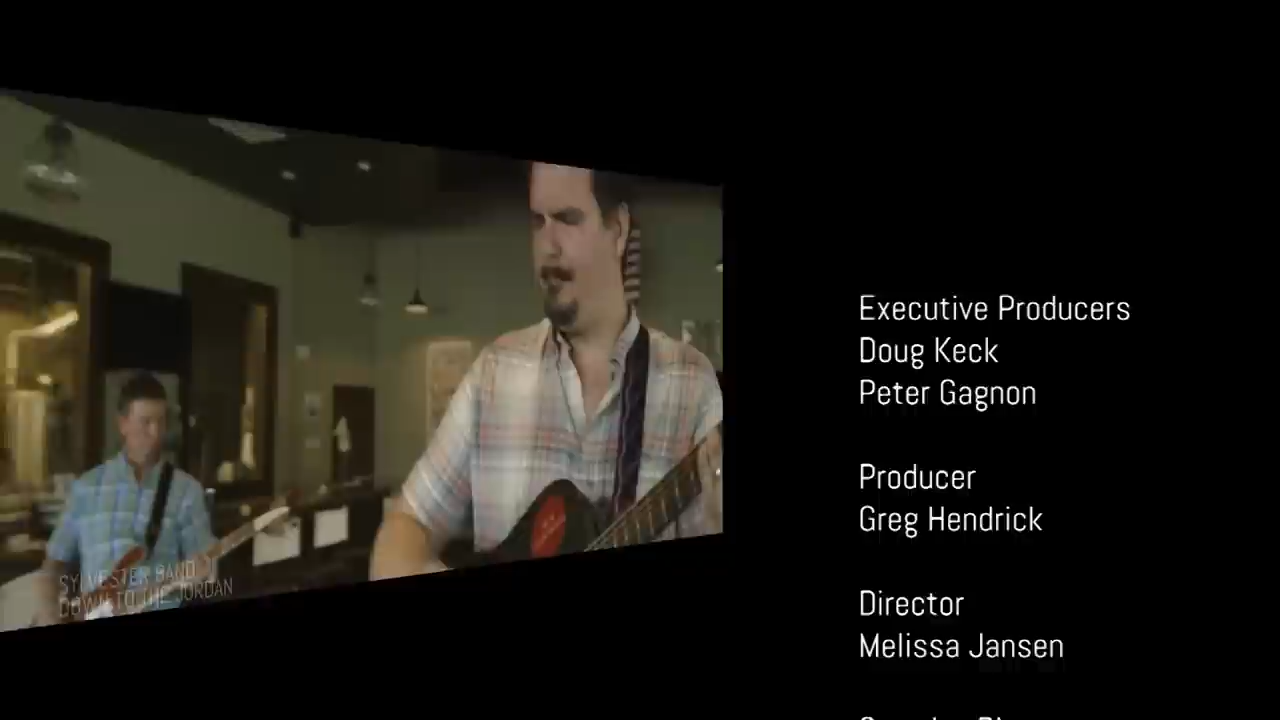 SYLVESTER BAND
DOWN TO THE JORDAN
Executive Producers
Doug Keck
Peter Gagnon
Producer
Greg Hendrick
Director
Melissa Jansen